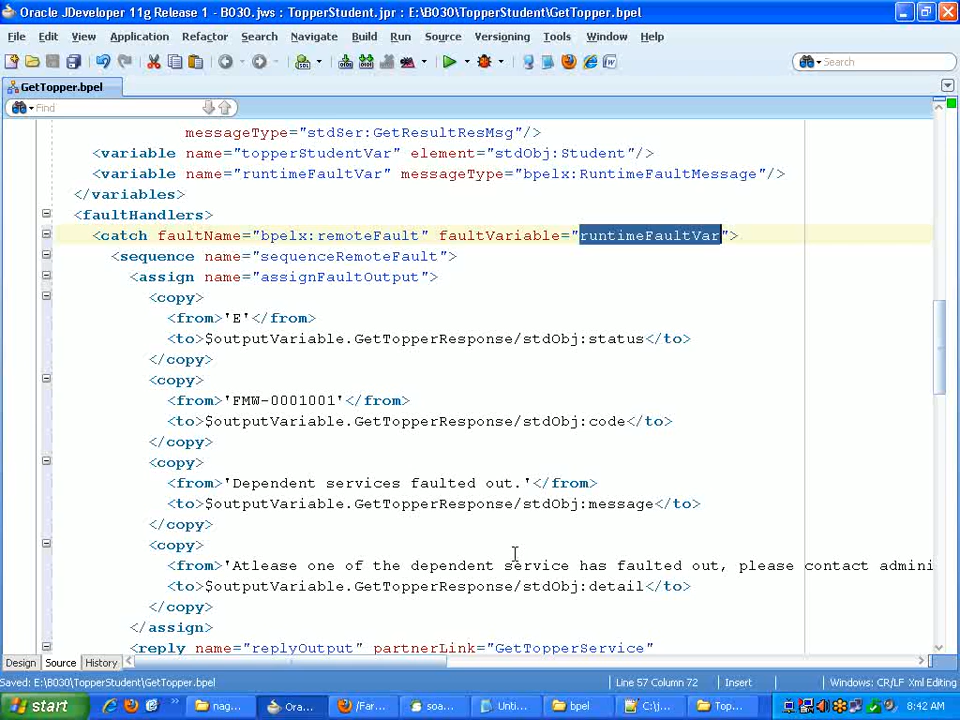 Oracle JDeveloper 11g Release 1 - B030.jws : TopperStudent.jpr : E:\B030\TopperStudent\GetTopper.bpel
File Edit View Application Refactor Search Navigate Build Run Source Versioning Tools Window Help
Search
GetTopper.bpel
Find
messageType="stdSer:GetResultResMsg"/>
<variable name="topperStudentVar" element="stdObj:Student"/>
<variable name="runtimeFaultVar" messageType="bpelx:RuntimeFaultMessage"/>
</variables>
<faultHandlers>
<catch faultName="bpelx:remoteFault" faultVariable="runtimeFaultVar">
<sequence name="sequenceRemoteFault">
<assign name="assignFaultOutput">
<copy>
<from>'E'</from>
<to>$outputVariable.GetTopperResponse/stdObj:status</to>
</copy>
<copy>
<from>'FMW-0001001'</from>
<to>$outputVariable.GetTopperResponse/stdObj:code</to>
</copy>
<copy>
<from>'Dependent services faulted out.'</from>
<to>$outputVariable.GetTopperResponse/stdObj:message</to>
</copy>
<copy>
<from>'Atlease one of the dependent service has faulted out, please contact admini
<to>$outputVariable.GetTopperResponse/stdObj:detail</to>
</copy>
</assign>
<reply name="replyOutput" partnerLink="GetTopperService"
Design Source History
Saved: E:\B030\TopperStudent\GetTopper.bpel Line 57 Column 72 Insert Windows: CR/LF Xml Editing
start nag... Ora... /Far... soa... Unti... bpel C:\j... Top... 8:42 AM